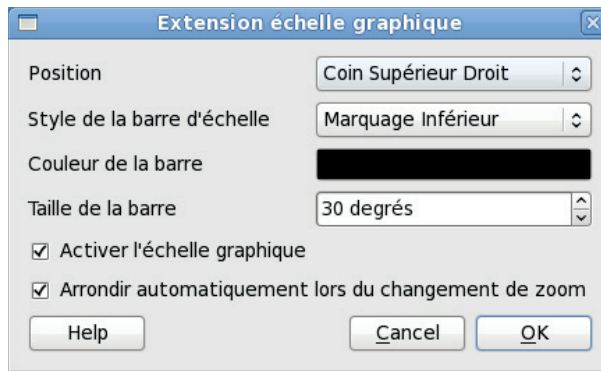 Extension échelle graphique
Position Coin Supérieur Droit
Style de la barre d'échelle Marquage Inférieur
Couleur de la barre
Taille de la barre 30 degrés
Activer l'échelle graphique
Arrondir automatiquement lors du changement de zoom
Help Cancel OK